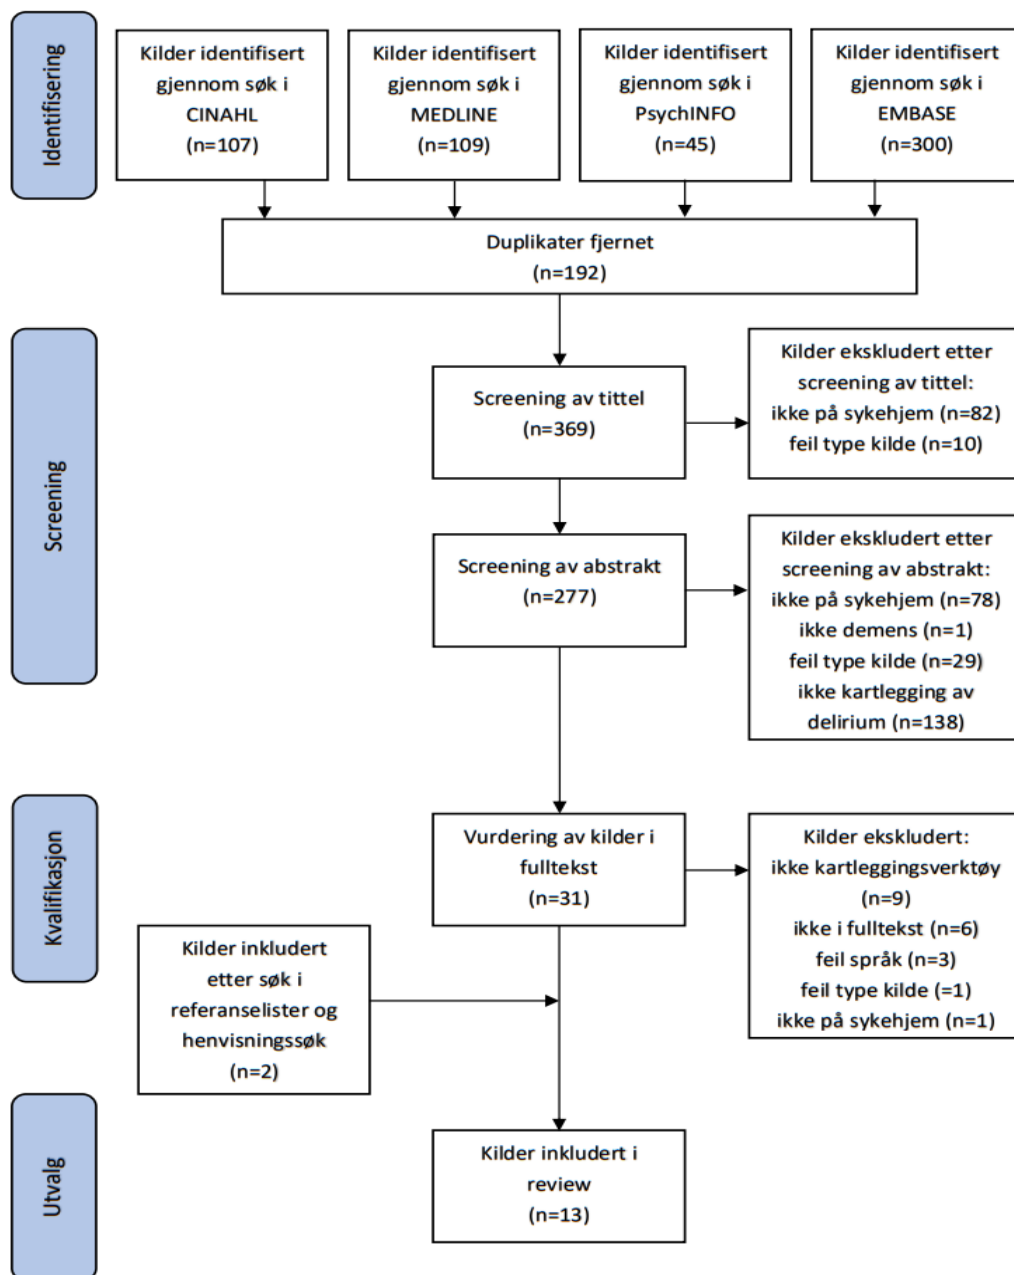 Identifisering
Kilder identifisert
gjennom søk i
CINAHL
(n=107)
Kilder identifisert
gjennom søk i
MEDLINE
(n=109)
Kilder identifisert
gjennom søk i
PsychINFO
(n=45)
Kilder identifisert
gjennom søk i
EMBASE
(n=300)
Duplikater fjernet
(n=192)
Screening
Screening av tittel
(n=369)
Kilder ekskludert etter
screening av tittel:
ikke på sykehjem (n=82)
feil type kilde (n=10)
Screening av abstrakt
(n=277)
Kilder ekskludert etter
screening av abstrakt:
ikke på sykehjem (n=78)
ikke demens (n=1)
feil type kilde (n=29)
ikke kartlegging av
delirium (n=138)
Kvalifikasjon
Vurdering av kilder i
fulltekst
(n=31)
Kilder ekskludert:
ikke kartleggingsverktøy
(n=9)
ikke i fulltekst (n=6)
feil språk (n=3)
feil type kilde (=1)
ikke på sykehjem (n=1)
Kilder inkludert
etter søk i
referanselister og
henvisningssøk
(n=2)
Utvalg
Kilder inkludert i
review
(n=13)